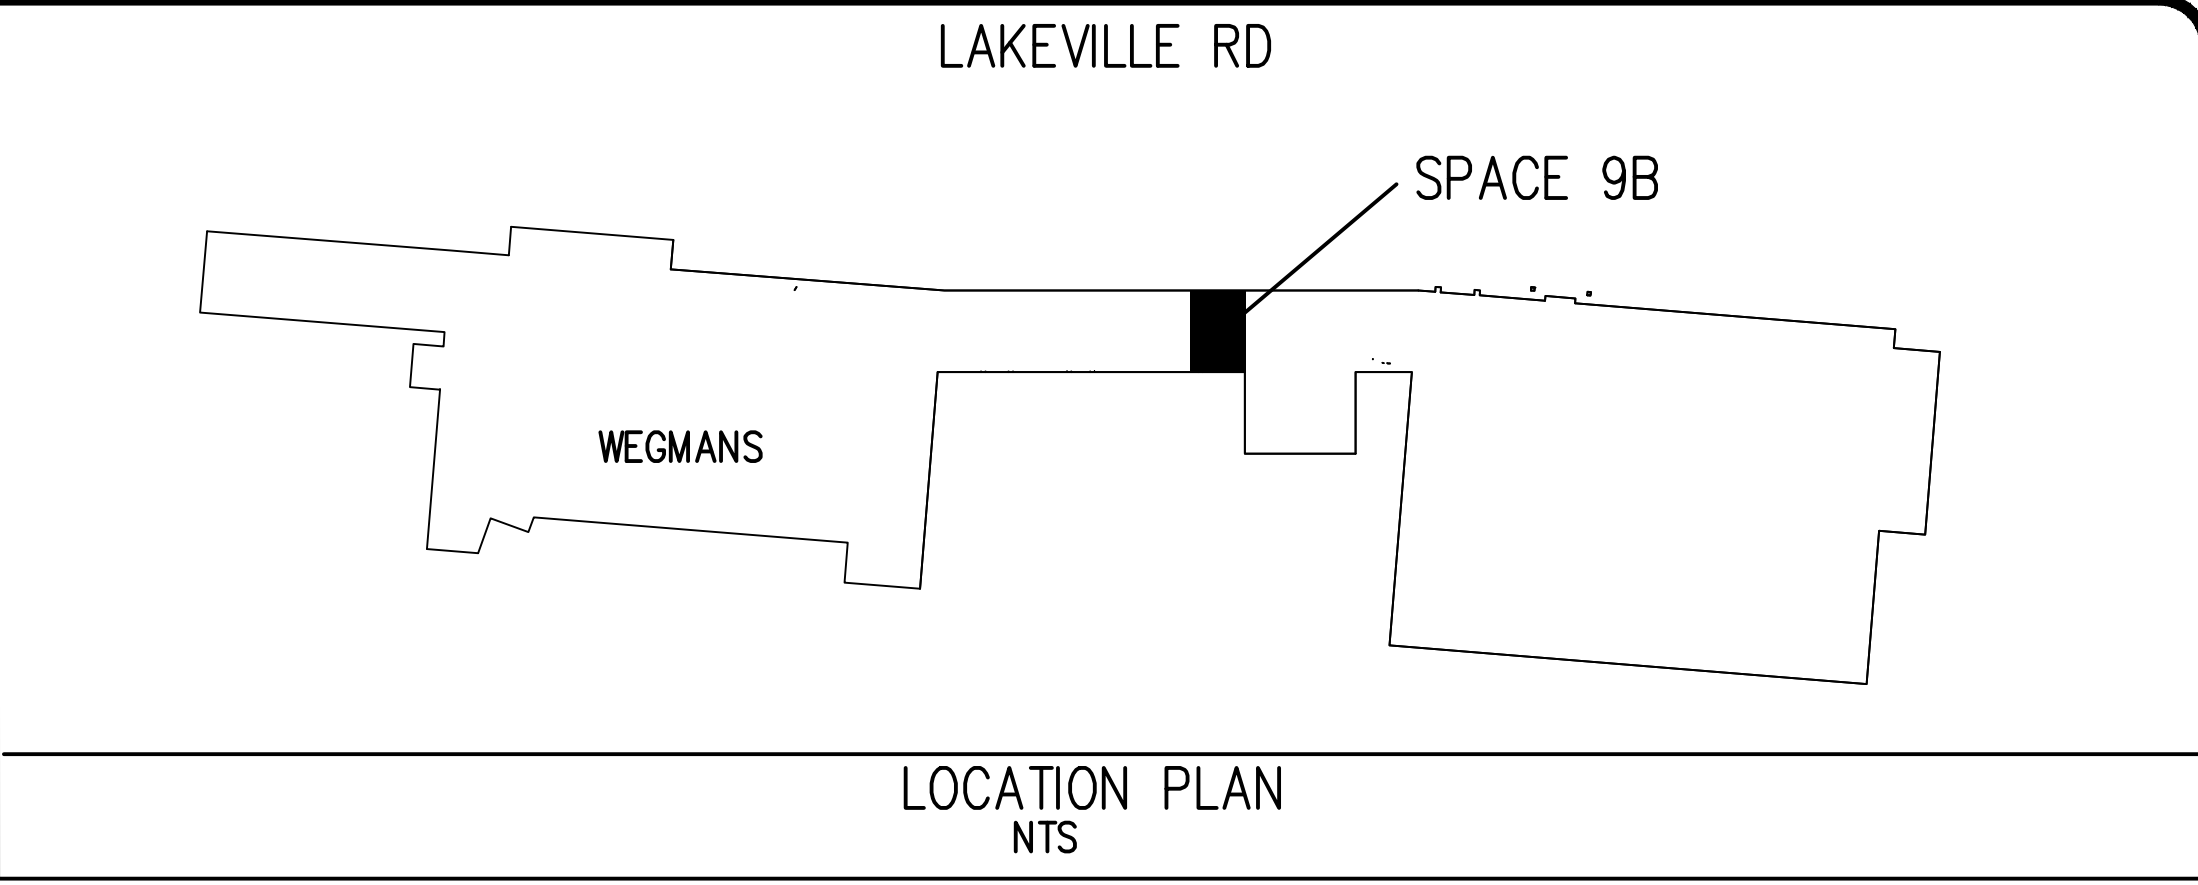 LAKEVILLE RD
SPACE 9B
WEGMANS
LOCATION PLAN
NTS